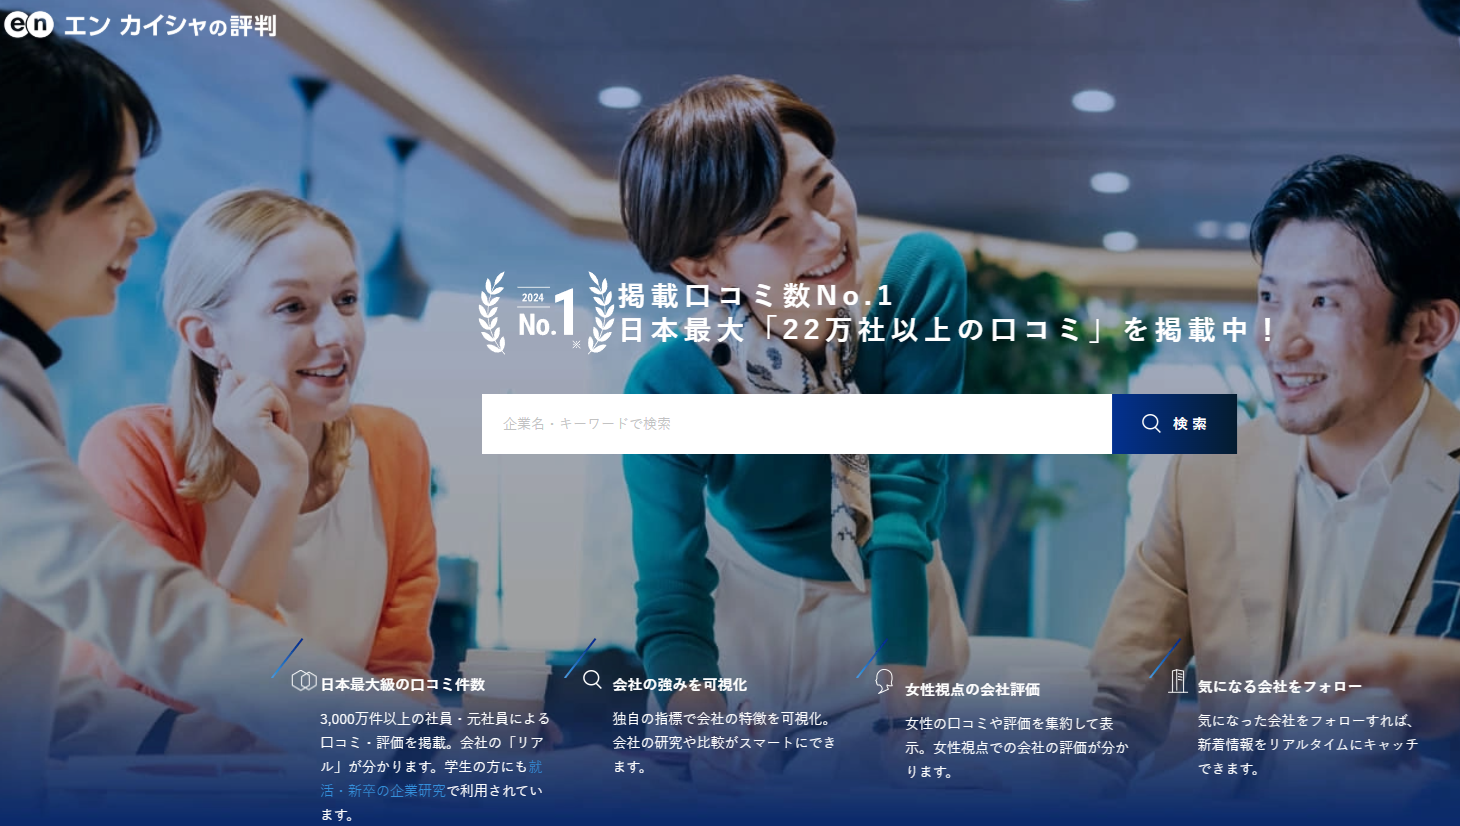 en エン カイシャの評判
2024
No.1
※
掲載口コミ数No.1
日本最大「22万社以上の口コミ」を掲載中！
企業名・キーワードで検索
検索
日本最大級の口コミ件数
3,000万件以上の社員・元社員による
口コミ・評価を掲載。会社の「リア
ル」が分かります。学生の方にも就
活・新卒の企業研究で利用されてい
ます。
会社の強みを可視化
独自の指標で会社の特徴を可視化。
会社の研究や比較がスマートにでき
ます。
女性視点の会社評価
女性の口コミや評価を集約して表
示。女性視点での会社の評価が分か
ります。
気になる会社をフォロー
気になった会社をフォローすれば、
新着情報をリアルタイムにキャッチ
できます。